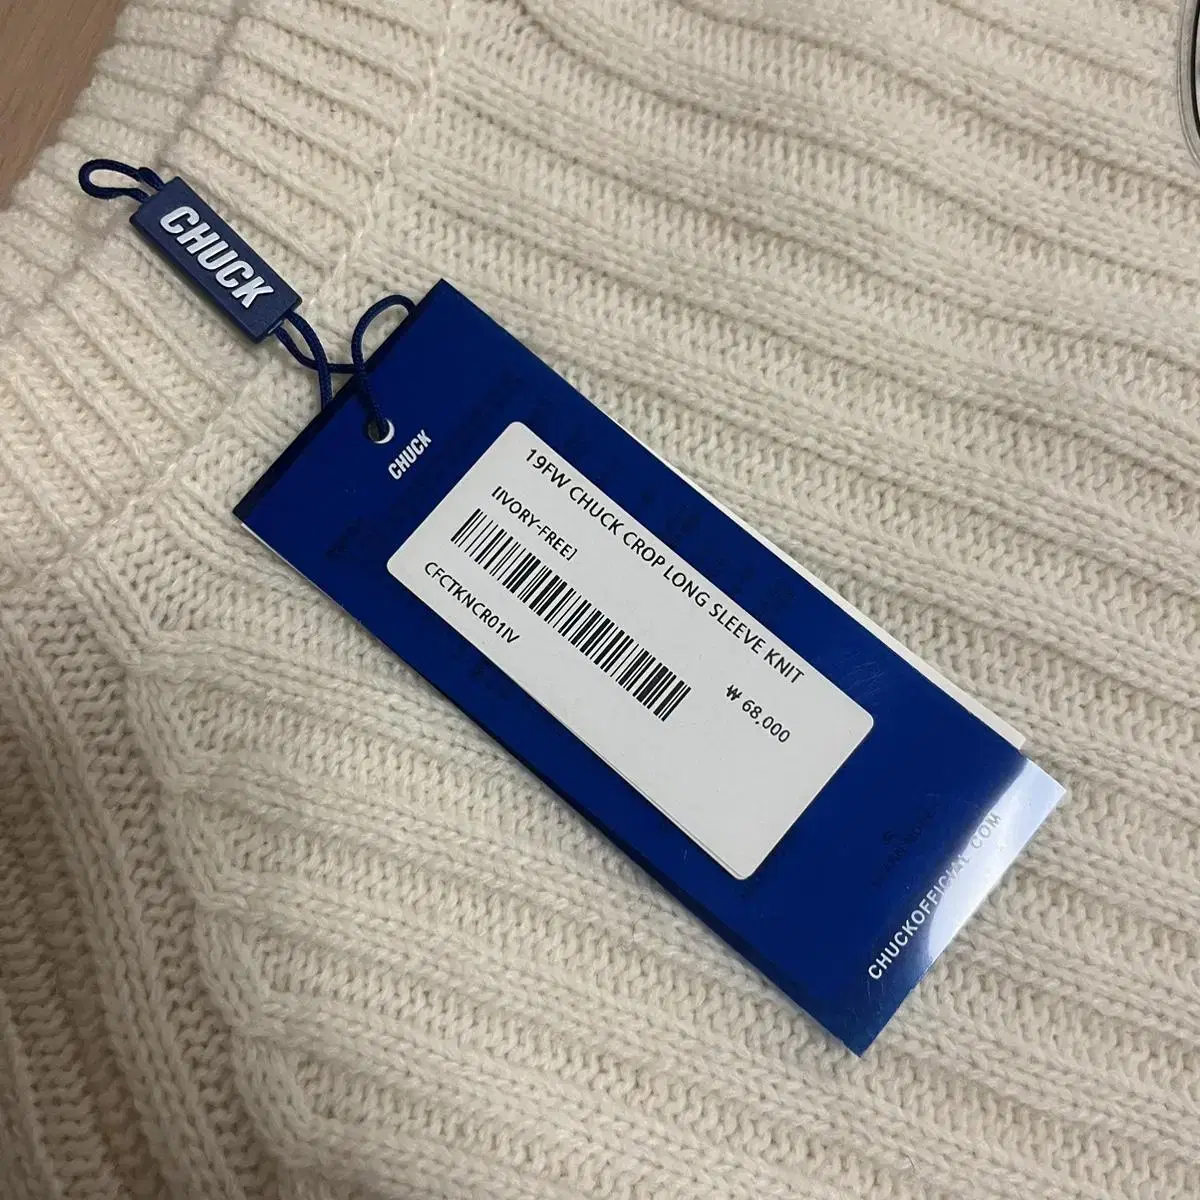 CHUCK
CHUCK
19FW CHUCK CROP LONG SLEEVE KNIT
[IVORY-FREE]
CFCTKNCR01IV
₩ 68,000
CHUCKOFFICIAL.COM